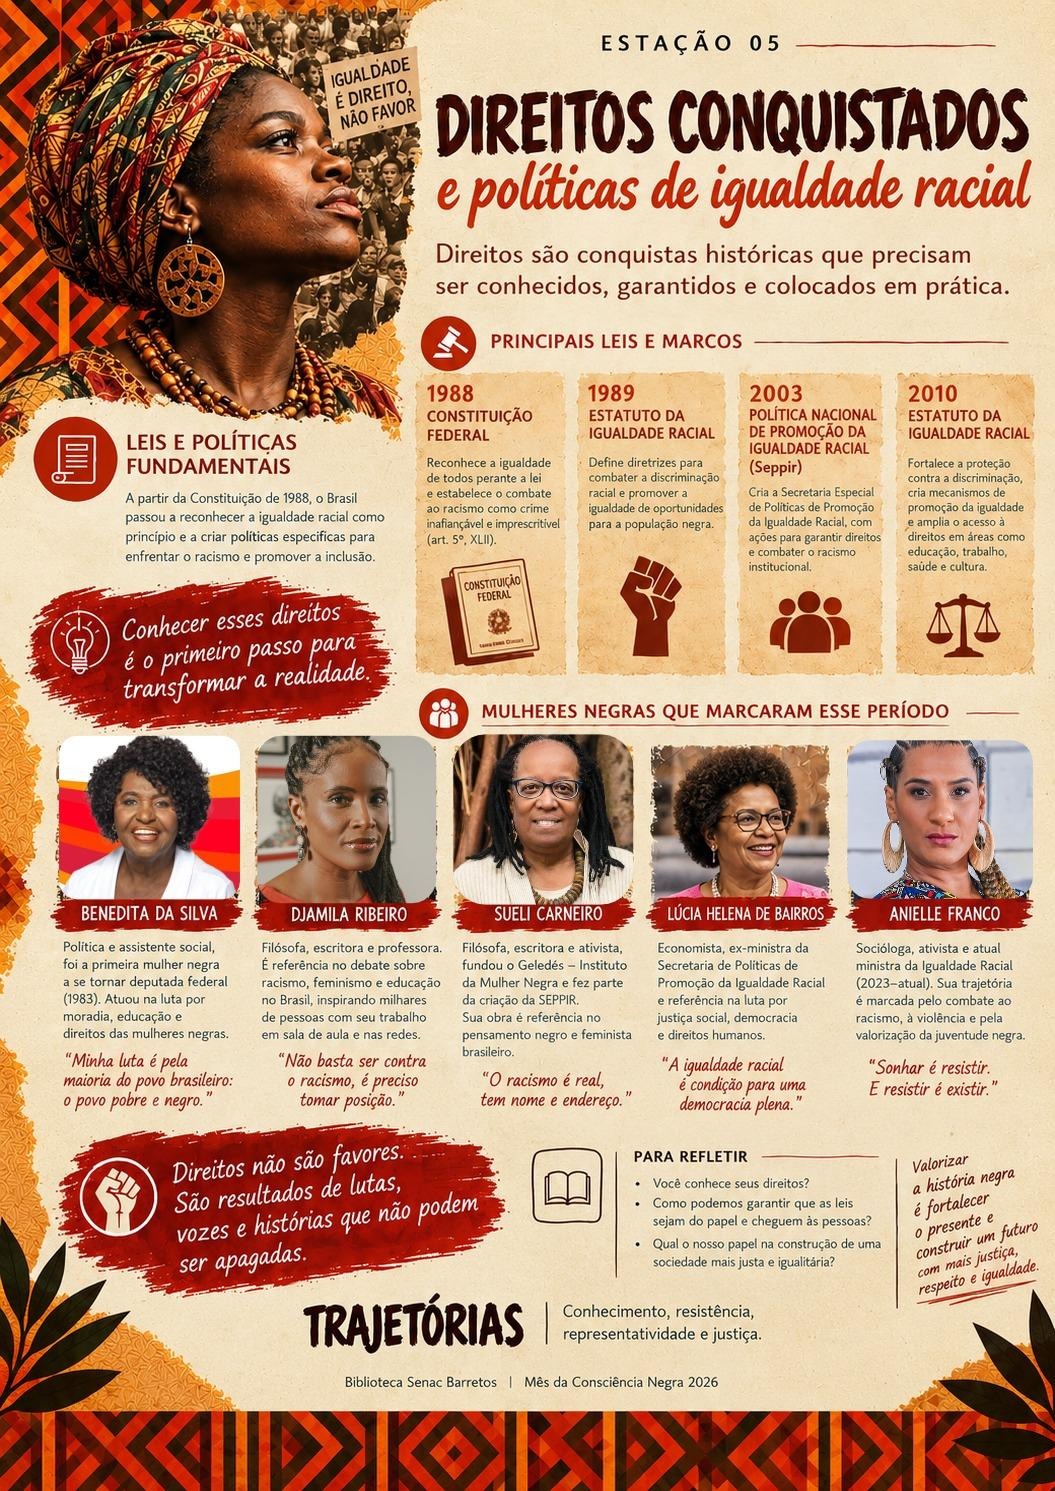 ESTAÇÃO 05
IGUALDADE
É DIREITO,
NÃO FAVOR
DIREITOS CONQUISTADOS
e políticas de igualdade racial
Direitos são conquistas históricas que precisam
ser conhecidos, garantidos e colocados em prática.
PRINCIPAIS LEIS E MARCOS
1988
CONSTITUIÇÃO
FEDERAL
Reconhece a igualdade
de todos perante a lei
e estabelece o combate
ao racismo como crime
inafiançável e imprescritível
(art. 5º, XLII).
CONSTITUIÇÃO
FEDERAL
1989
ESTATUTO DA
IGUALDADE RACIAL
Define diretrizes para
combater a discriminação
racial e promover a
igualdade de oportunidades
para a população negra.
2003
POLÍTICA NACIONAL
DE PROMOÇÃO DA
IGUALDADE RACIAL
(Seppir)
Cria a Secretaria Especial
de Políticas de Promoção
da Igualdade Racial, com
ações para garantir direitos
e combater o racismo
institucional.
2010
ESTATUTO DA
IGUALDADE RACIAL
Fortalece a proteção
contra a discriminação,
cria mecanismos de
promoção da igualdade
e amplia o acesso à
direitos em áreas como
educação, trabalho,
saúde e cultura.
LEIS E POLÍTICAS
FUNDAMENTAIS
A partir da Constituição de 1988, o Brasil
passou a reconhecer a igualdade racial como
princípio e a criar políticas específicas para
enfrentar o racismo e promover a inclusão.
Conhecer esses direitos
é o primeiro passo para
transformar a realidade.
MULHERES NEGRAS QUE MARCARAM ESSE PERÍODO
BENEDITA DA SILVA
Política e assistente social,
foi a primeira mulher negra
a se tornar deputada federal
(1983). Atuou na luta por
moradia, educação e
direitos das mulheres negras.
“Minha luta é pela
maioria do povo brasileiro:
o povo pobre e negro.”
DJAMILA RIBEIRO
Filósofa, escritora e professora.
É referência no debate sobre
racismo, feminismo e educação
no Brasil, inspirando milhares
de pessoas com seu trabalho
em sala de aula e nas redes.
“Não basta ser contra
o racismo, é preciso
tomar posição.”
SUELI CARNEIRO
Filósofa, escritora e ativista,
fundou o Geledés – Instituto
da Mulher Negra e fez parte
da criação da SEPPIR.
Sua obra é referência no
pensamento negro e feminista
brasileiro.
“O racismo é real,
tem nome e endereço.”
LÚCIA HELENA DE BAIRROS
Economista, ex-ministra da
Secretaria de Políticas de
Promoção da Igualdade Racial
e referência na luta por
justiça social, democracia
e direitos humanos.
“A igualdade racial
é condição para uma
democracia plena.”
ANIELLE FRANCO
Socióloga, ativista e atual
ministra da Igualdade Racial
(2023–atual). Sua trajetória
é marcada pelo combate ao
racismo, à violência e pela
valorização da juventude negra.
“Sonhar é resistir.
E resistir é existir.”
Direitos não são favores.
São resultados de lutas,
vozes e histórias que não podem
ser apagadas.
PARA REFLETIR
• Você conhece seus direitos?
• Como podemos garantir que as leis
sejam do papel e cheguem às pessoas?
• Qual o nosso papel na construção de uma
sociedade mais justa e igualitária?
Valorizar
a história negra
é fortalecer
o presente e
construir um futuro
com mais justiça,
respeito e igualdade.
TRAJETÓRIAS
Conhecimento, resistência,
representatividade e justiça.
Biblioteca Senac Barretos | Mês da Consciência Negra 2026